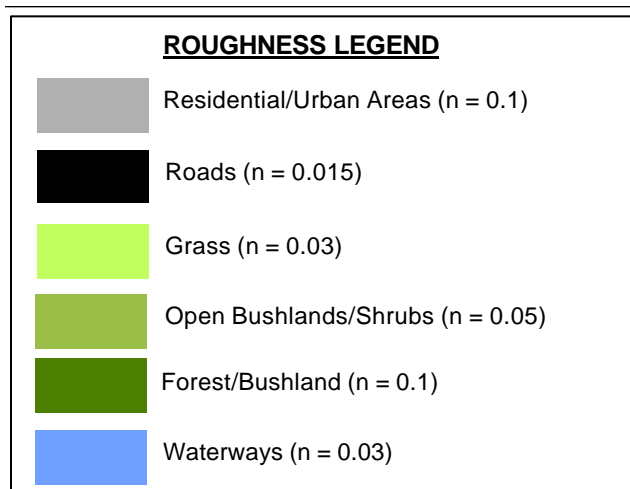 ROUGHNESS LEGEND
Residential/Urban Areas (n = 0.1)
Roads (n = 0.015)
Grass (n = 0.03)
Open Bushlands/Shrubs (n = 0.05)
Forest/Bushland (n = 0.1)
Waterways (n = 0.03)